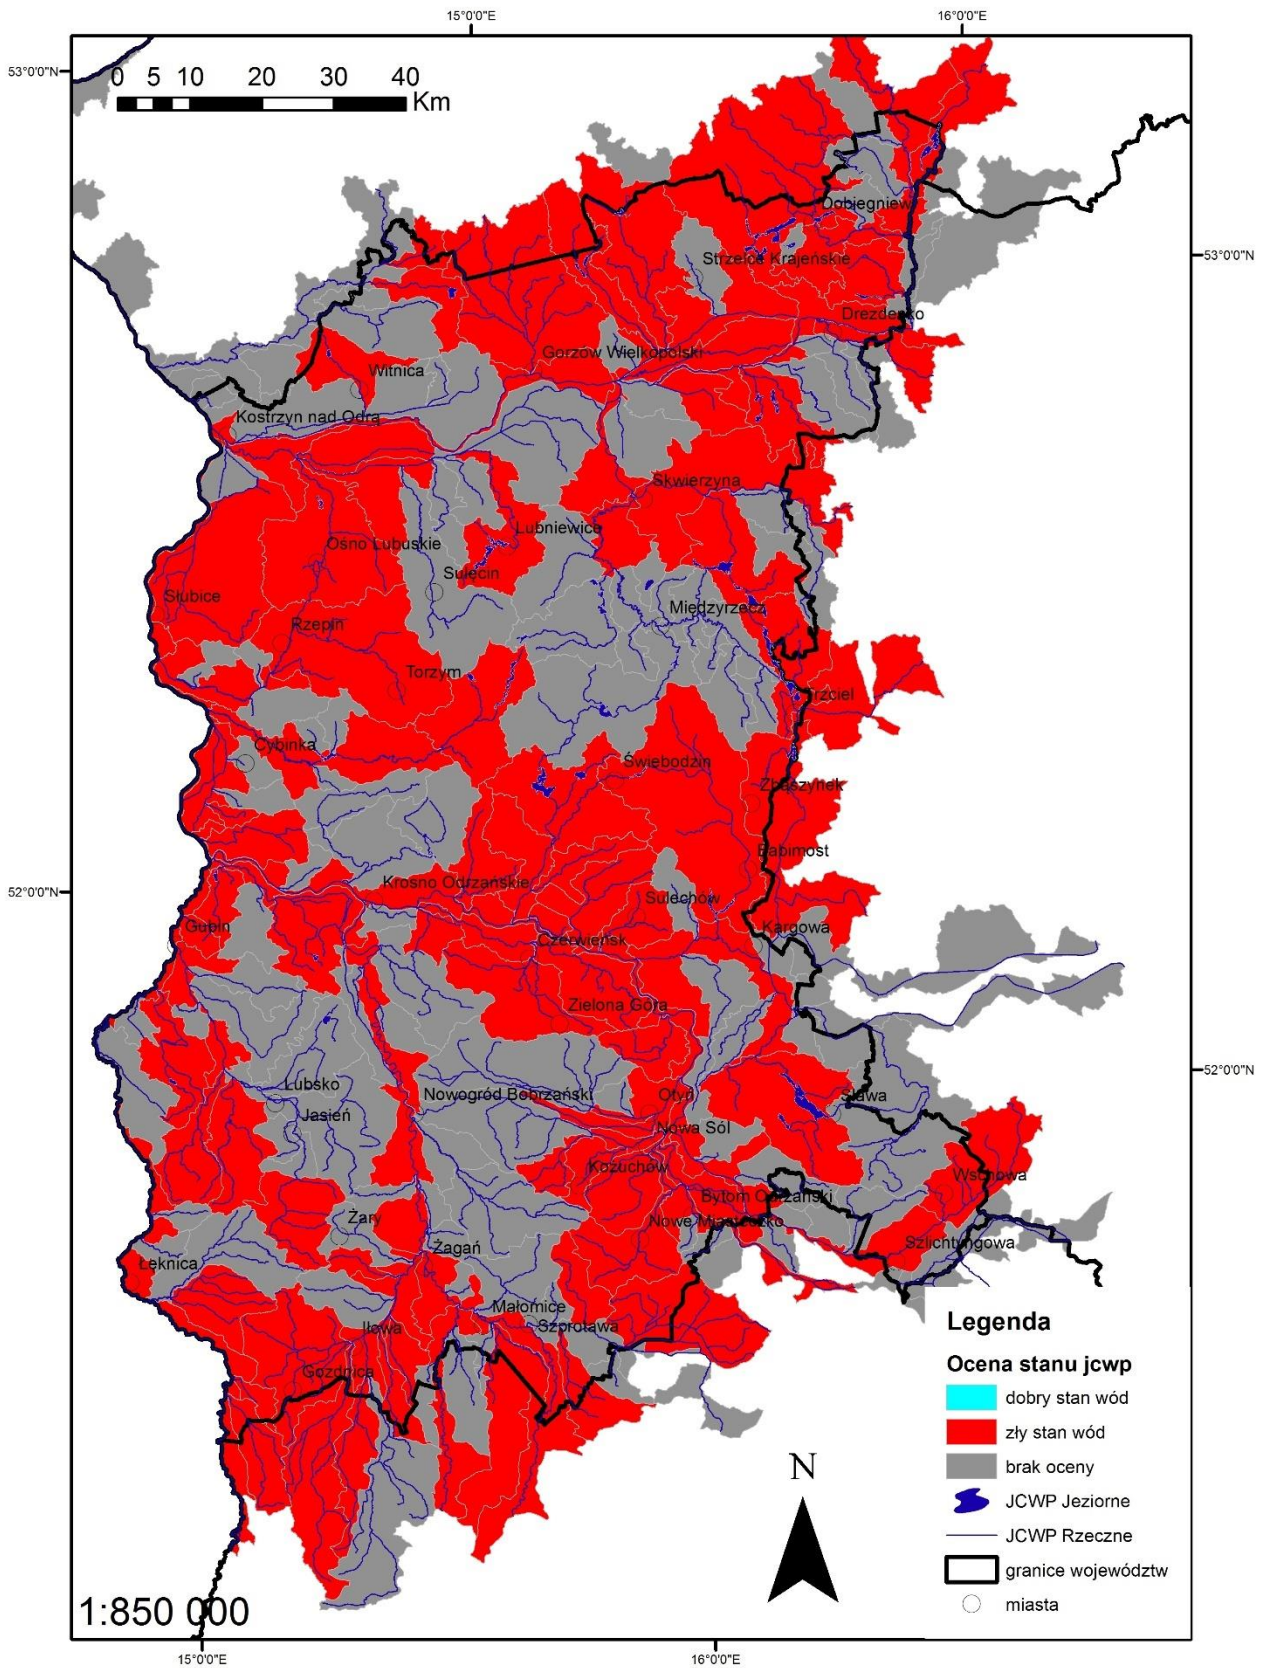 15°0'0"E
16°0'0"E
53°0'0"N
0 5 10 20 30 40
Km
Dobiegniew
53°0'0"N
Strzelce Krajeńskie
Drezdenko
Gorzów Wielkopolski
Witnica
Kostrzyn nad Odrą
Skwierzyna
Lubniewice
Ośno Lubuskie
Sulęcin
Słubice
Międzyrzecz
Rzepin
Torzym
Trzciel
Cybinka
Świebodzin
Zbąszynek
Babimost
52°0'0"N
Krosno Odrzańskie
Sulechów
Gubin
Kargowa
Czerwieńsk
Zielona Góra
52°0'0"N
Lubsko
Nowogród Bobrzański
Otyń
Sława
Jasień
Nowa Sól
Kożuchów
Wschowa
Bytom Odrzański
Żary
Nowe Miasteczko
Żagań
Szlichtyngowa
Łęknica
Małomice
Iłowa
Szprotawa
Gozdnica
Legenda
Ocena stanu jcwp
dobry stan wód
zły stan wód
brak oceny
JCWP Jeziorne
JCWP Rzeczne
granice województw
miasta
N
1:850 000
15°0'0"E
16°0'0"E